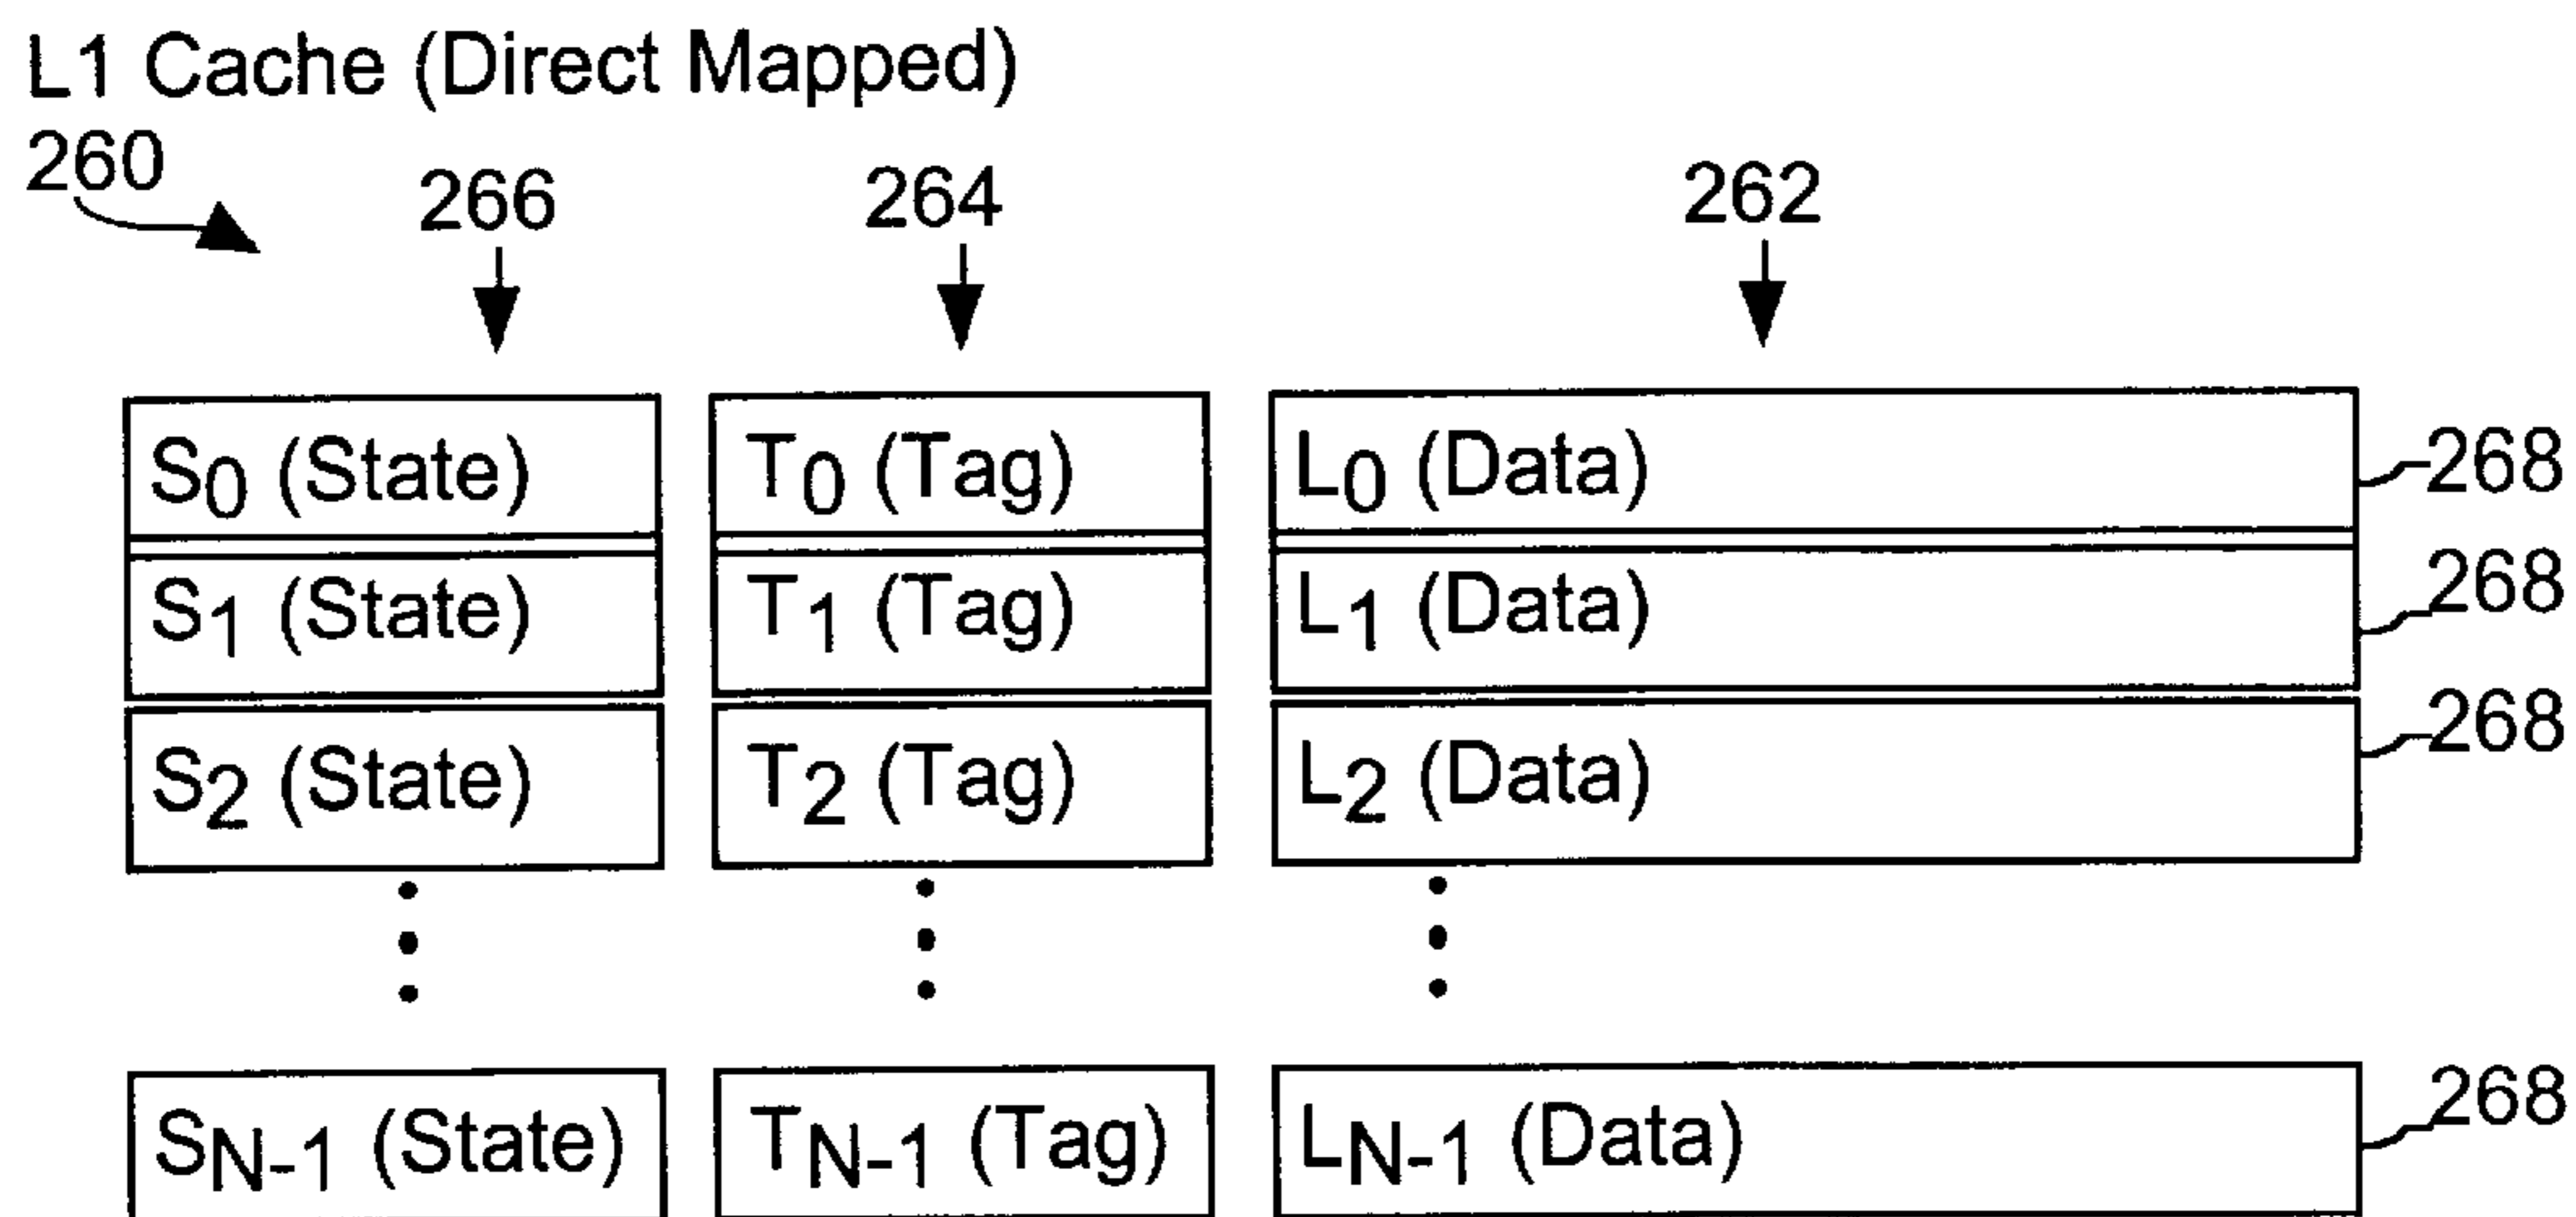 L1 Cache (Direct Mapped)
260
266 264 262
S0 (State) T0 (Tag) L0 (Data) 268
S1 (State) T1 (Tag) L1 (Data) 268
S2 (State) T2 (Tag) L2 (Data) 268
SN-1 (State) TN-1 (Tag) LN-1 (Data) 268